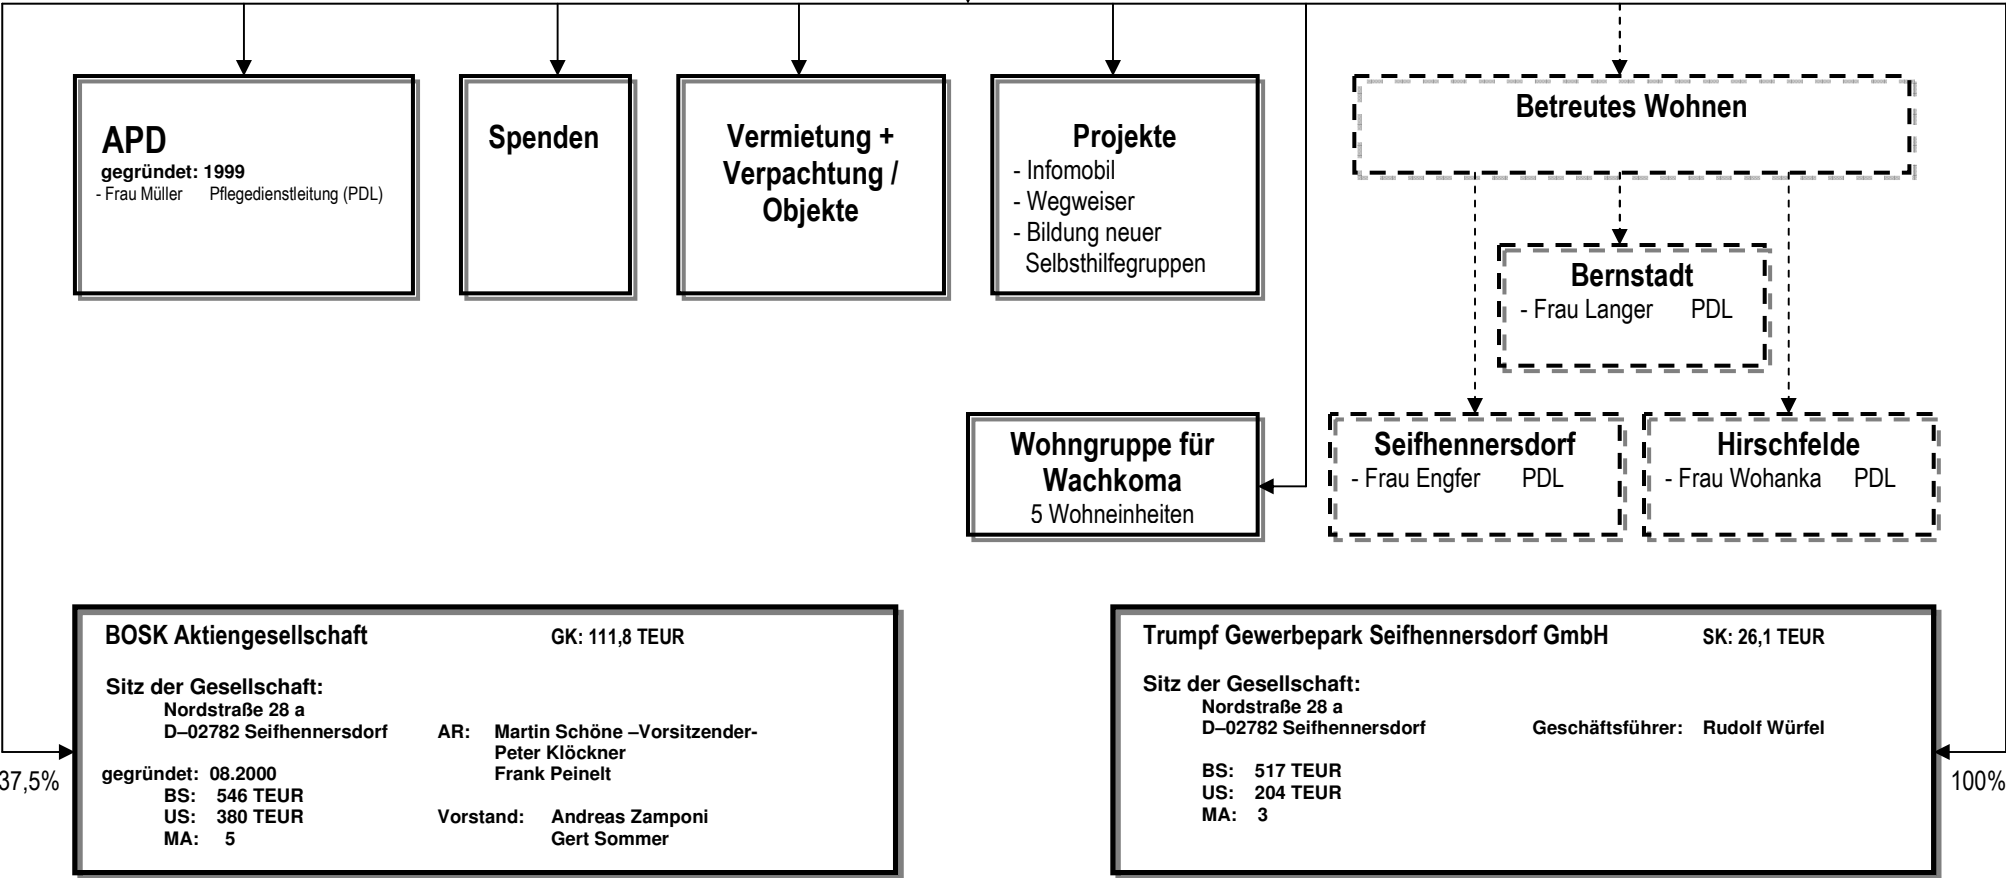 APD
gegründet: 1999
- Frau Müller Pflegedienstleitung (PDL)
Spenden
Vermietung +
Verpachtung /
Objekte
Projekte
- Infomobil
- Wegweiser
- Bildung neuer
Selbsthilfegruppen
Betreutes Wohnen
Bernstadt
- Frau Langer PDL
Wohngruppe für
Wachkoma
5 Wohneinheiten
Seifhennersdorf
- Frau Engfer PDL
Hirschfelde
- Frau Wohanka PDL
37,5%
BOSK Aktiengesellschaft GK: 111,8 TEUR
Sitz der Gesellschaft:
Nordstraße 28 a
D–02782 Seifhennersdorf AR: Martin Schöne –Vorsitzender-
Peter Klöckner
gegründet: 08.2000 Frank Peinelt
BS: 546 TEUR
US: 380 TEUR Vorstand: Andreas Zamponi
MA: 5 Gert Sommer
Trumpf Gewerbepark Seifhennersdorf GmbH SK: 26,1 TEUR
Sitz der Gesellschaft:
Nordstraße 28 a
D–02782 Seifhennersdorf Geschäftsführer: Rudolf Würfel
BS: 517 TEUR
US: 204 TEUR
MA: 3
100%